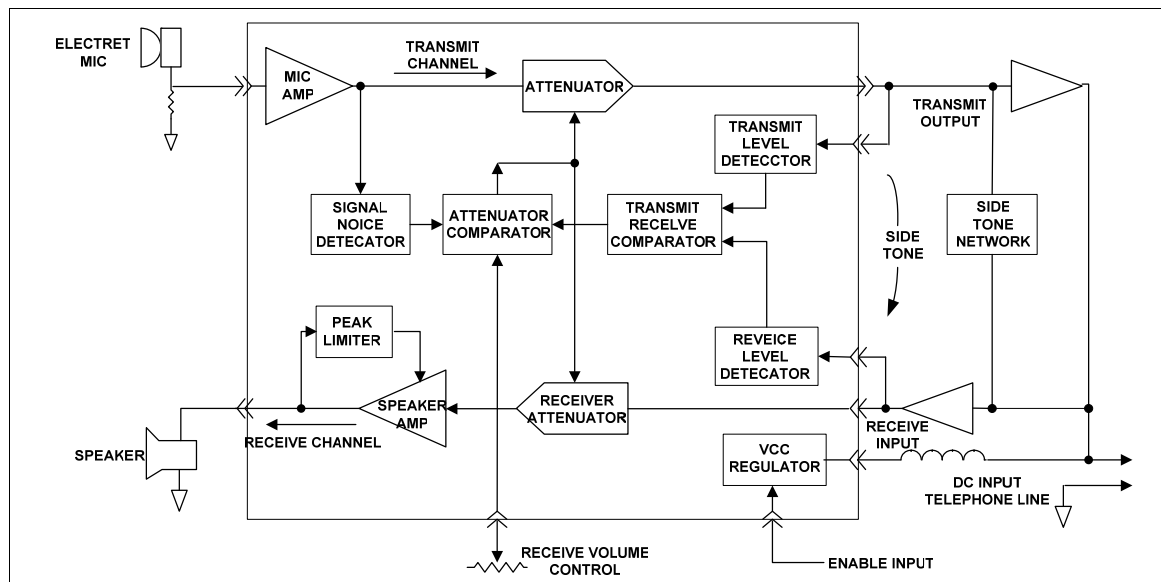 ELECTRET
MIC
MIC
AMP
TRANSMIT
CHANNEL
ATTENUATOR
TRANSMIT
OUTPUT
TRANSMIT
LEVEL
DETECCTOR
SIGNAL
NOICE
DETECATOR
ATTENUATOR
COMPARATOR
TRANSMIT
RECELVE
COMPARATOR
SIDE
TONE
SIDE
TONE
NETWORK
PEAK
LIMITER
REVEICE
LEVEL
DETECATOR
SPEAKER
AMP
RECEIVER
ATTENUATOR
RECEIVE
INPUT
RECEIVE CHANNEL
SPEAKER
VCC
REGULATOR
DC INPUT
TELEPHONE LINE
RECEIVE VOLUME
CONTROL
ENABLE INPUT